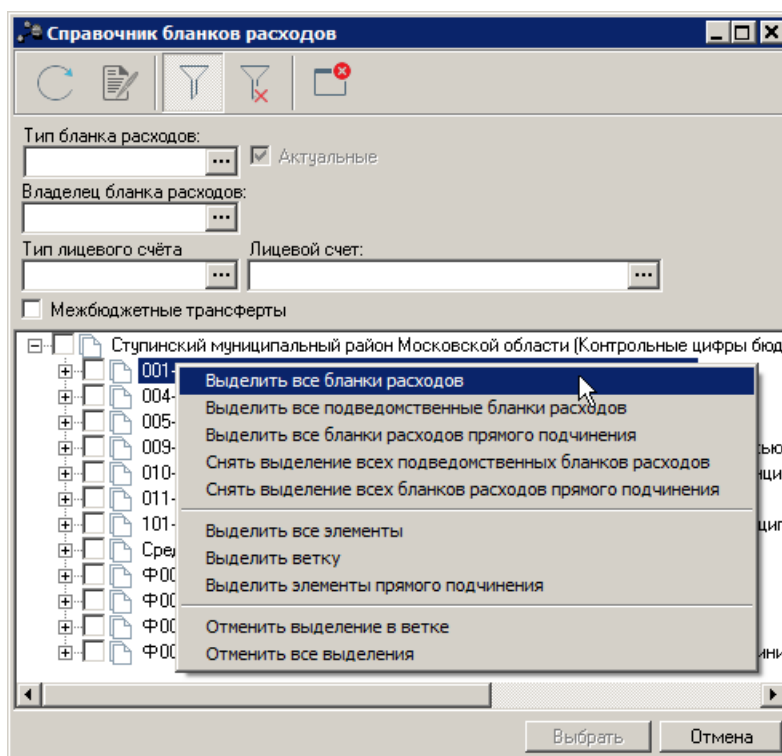 Справочник бланков расходов
Тип бланка расходов:
Актуальные
Владелец бланка расходов:
Тип лицевого счёта Лицевой счет:
Межбюджетные трансферты
Ступинский муниципальный район Московской области (Контрольные цифры бюд
001-
Выделить все бланки расходов
004-
Выделить все подведомственные бланки расходов
005-
Выделить все бланки расходов прямого подчинения
009-
Снять выделение всех подведомственных бланков расходов
010-
Снять выделение всех бланков расходов прямого подчинения
011-
101-
Выделить все элементы
Сред
Выделить ветку
Ф00
Выделить элементы прямого подчинения
Ф00
Ф00
Отменить выделение в ветке
Ф00
Отменить все выделения
Выбрать Отмена